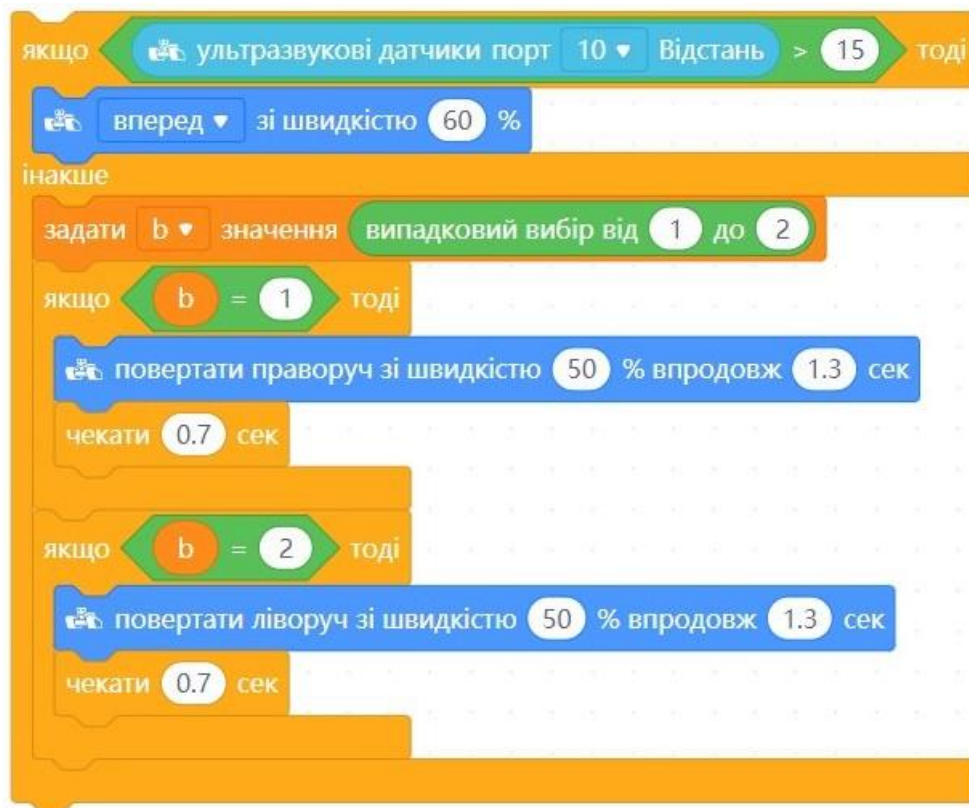 якщо ультразвукові датчики порт 10 Відстань > 15 тоді
вперед зі швидкістю 60 %
інакше
задати b значення випадковий вибір від 1 до 2
якщо b = 1 тоді
повертати праворуч зі швидкістю 50 % впродовж 1.3 сек
чекати 0.7 сек
якщо b = 2 тоді
повертати ліворуч зі швидкістю 50 % впродовж 1.3 сек
чекати 0.7 сек